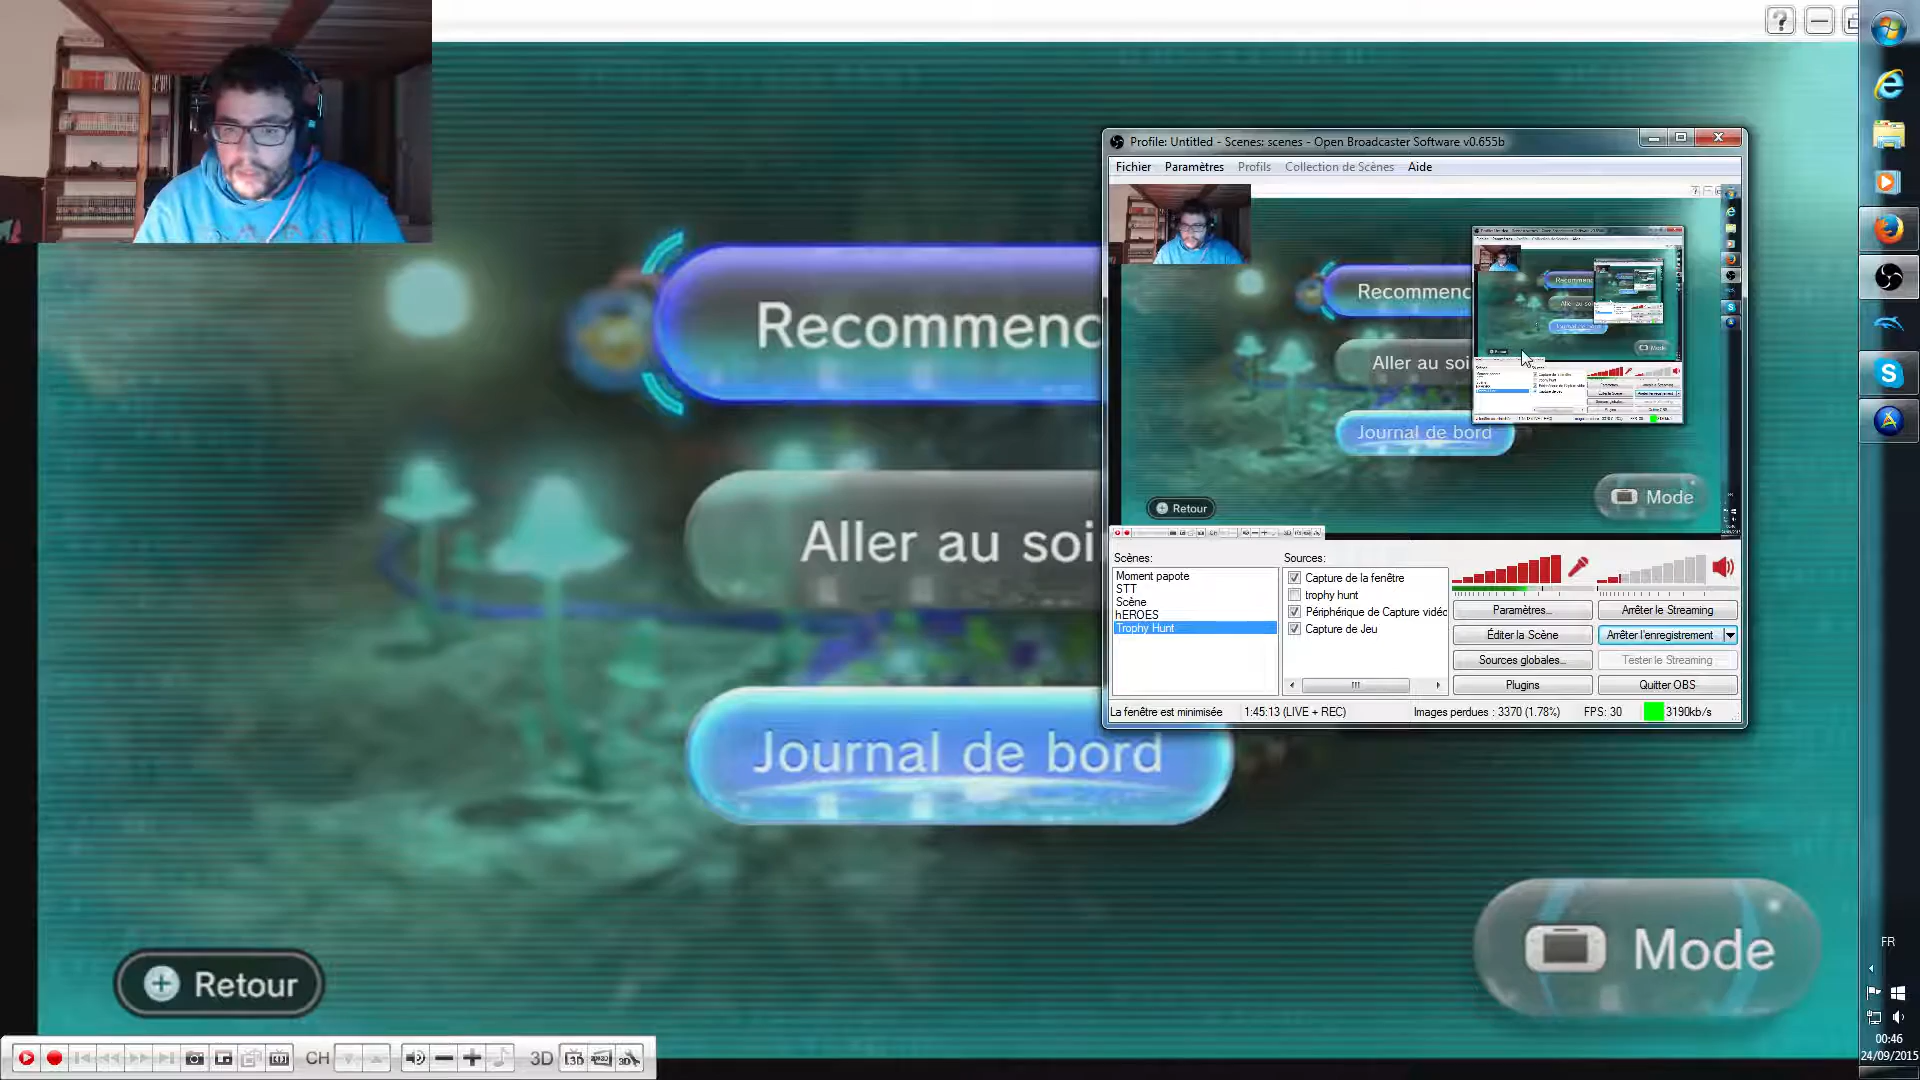 Profile: Untitled - Scenes: scenes - Open Broadcaster Software v0.655b
Fichier Paramètres Profils Collection de Scènes Aide
Recommenc
Aller au soi
Journal de bord
Retour
Mode
Recommenc
Aller au soi
Journal de bord
Retour
Mode
Mode
Scènes:
Moment papote
STT
Scène
hEROES
Trophy Hunt
Sources:
Capture de la fenêtre
trophy hunt
Périphérique de Capture vidéo
Capture de Jeu
Paramètres...
Arrêter le Streaming
Éditer la Scène
Arrêter l'enregistrement
Sources globales...
Tester le Streaming
Plugins
Quitter OBS
La fenêtre est minimisée
1:45:13 (LIVE + REC)
Images perdues : 3370 (1.78%)
FPS: 30
3190kb/s
CH
3D
FR
00:46
24/09/2015